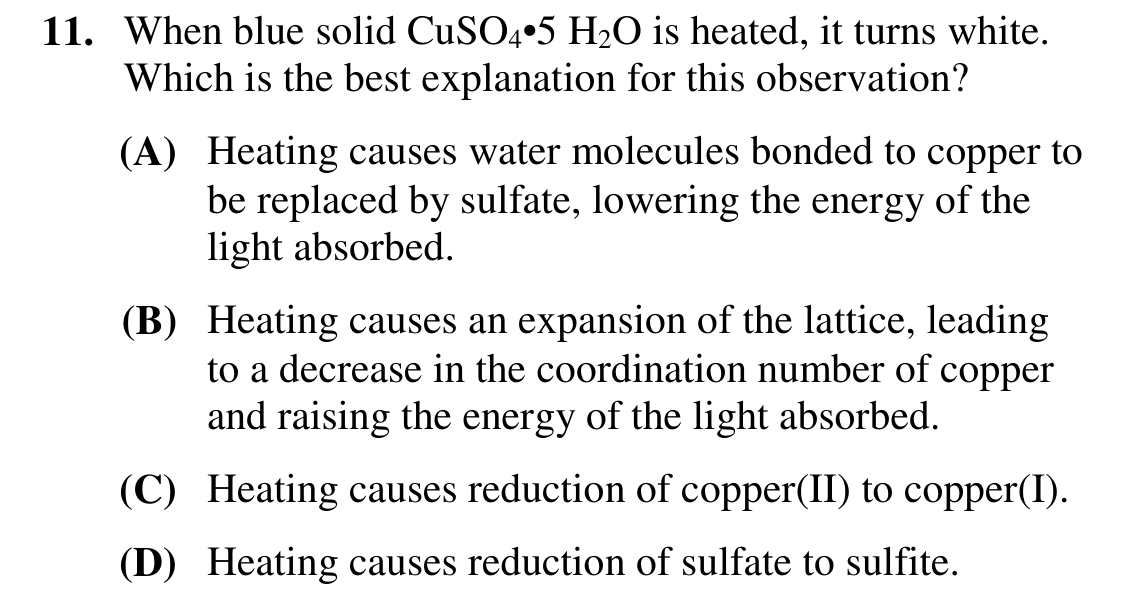 11. When blue solid CuSO₄•5 H₂O is heated, it turns white.
Which is the best explanation for this observation?
(A) Heating causes water molecules bonded to copper to
be replaced by sulfate, lowering the energy of the
light absorbed.
(B) Heating causes an expansion of the lattice, leading
to a decrease in the coordination number of copper
and raising the energy of the light absorbed.
(C) Heating causes reduction of copper(II) to copper(I).
(D) Heating causes reduction of sulfate to sulfite.